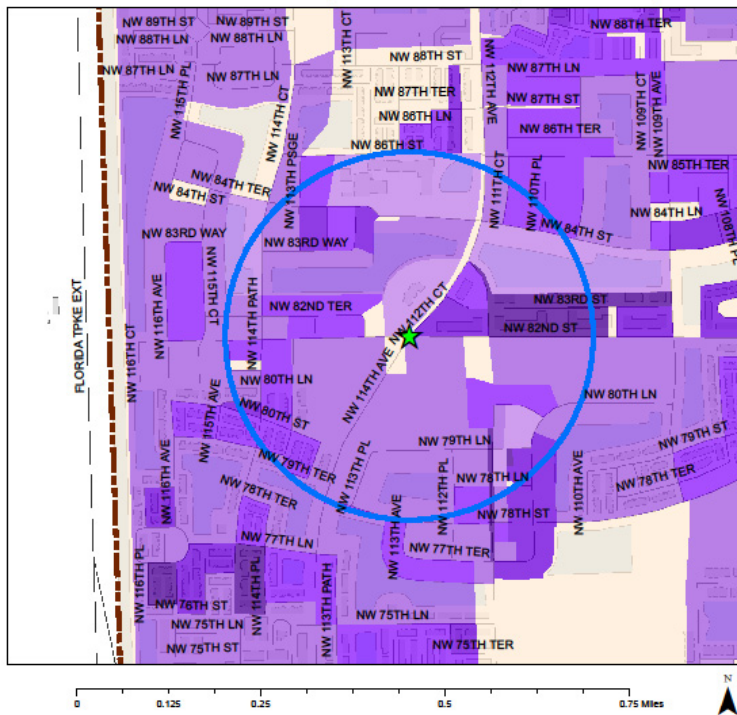 NW 89TH ST
NW 89TH ST
NW 88TH LN
NW 88TH LN
NW 87TH LN
NW 87TH LN
NW 115TH PL
NW 114TH CT
NW 113TH CT
NW 88TH ST
NW 87TH TER
NW 86TH LN
NW 86TH ST
NW 112TH AVE
NW 88TH TER
NW 87TH LN
NW 87TH ST
NW 86TH TER
NW 109TH CT
NW 109TH AVE
NW 85TH TER
NW 84TH LN
NW 108TH PL
NW 84TH TER
NW 84TH ST
NW 113TH PSGE
NW 111TH CT
NW 110TH PL
NW 84TH ST
NW 83RD WAY
NW 83RD WAY
NW 116TH AVE
NW 115TH CT
NW 114TH PATH
NW 82ND TER
NW 112TH CT
NW 83RD ST
NW 82ND ST
FLORIDA TPKE EXT
NW 116TH CT
NW 114TH AVE
NW 80TH LN
NW 80TH ST
NW 115TH AVE
NW 79TH TER
NW 80TH LN
NW 79TH ST
NW 78TH TER
NW 79TH LN
NW 78TH LN
NW 78TH ST
NW 112TH PL
NW 110TH AVE
NW 113TH PL
NW 116TH AVE
NW 78TH TER
NW 77TH LN
NW 113TH AVE
NW 77TH TER
NW 116TH PL
NW 76TH ST
NW 114TH PL
NW 113TH PATH
NW 75TH LN
NW 75TH ST
NW 75TH LN
NW 75TH TER
N
0 0.125 0.25 0.5 0.75 Miles